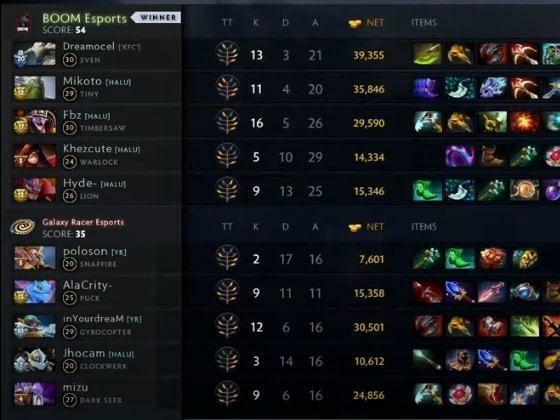 BOOM Esports WINNER
SCORE: 54
TT K D A NET ITEMS
Dreamocel ['KFC']
30 SVEN
13 3 21 39,355
Mikoto [HALU]
29 TINY
11 4 20 35,846
Fbz [HALU]
30 TIMBERSAW
16 5 26 29,590
Khezcute [HALU]
24 WARLOCK
5 10 29 14,334
Hyde- [HALU]
26 LION
9 13 25 15,346
Galaxy Racer Esports
SCORE: 35
TT K D A NET ITEMS
poloson [YB]
20 SNAPFIRE
2 17 16 7,601
AlaCrity-
25 PUCK
9 11 11 15,358
inYourdreaM [YB]
29 GYROCOPTER
12 6 16 30,501
Jhocam [HALU]
20 CLOCKWERK
3 14 16 10,612
mizu
27 DARK SEER
9 6 16 24,856